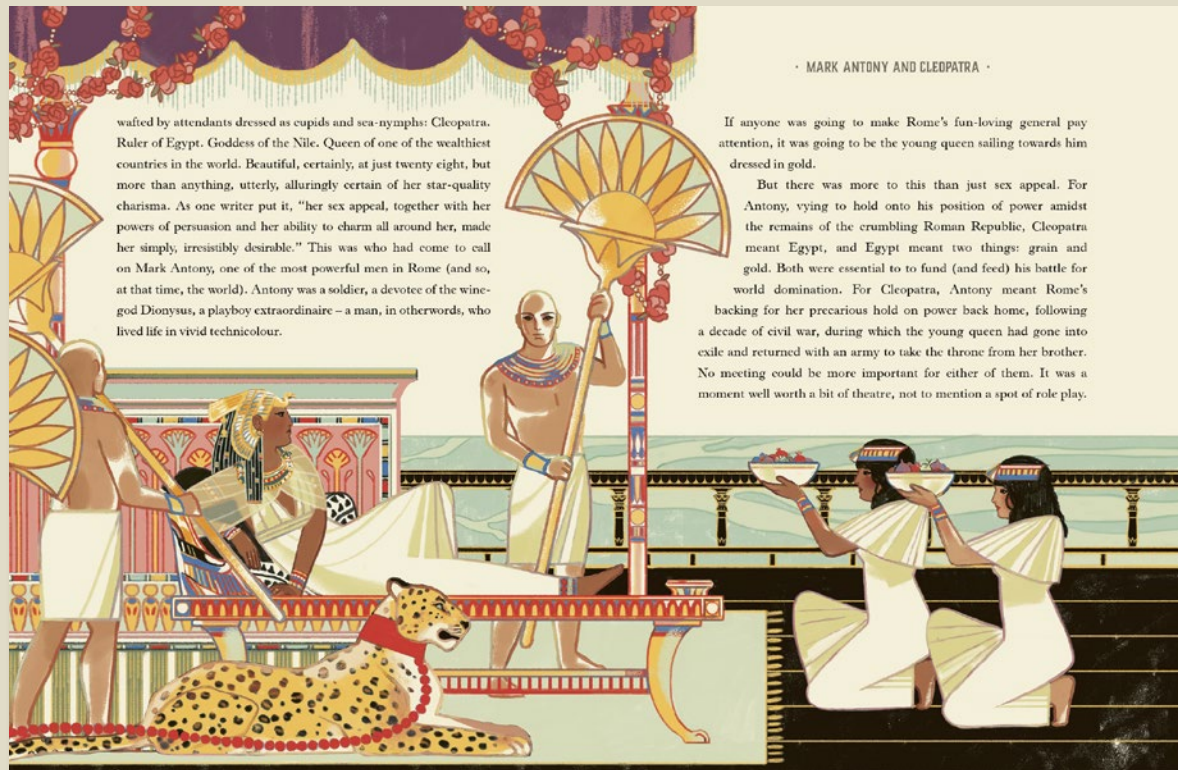 wafted by attendants dressed as cupids and sea-nymphs: Cleopatra.
Ruler of Egypt. Goddess of the Nile. Queen of one of the wealthiest
countries in the world. Beautiful, certainly, at just twenty eight, but
more than anything, utterly, alluringly certain of her star-quality
charisma. As one writer put it, “her sex appeal, together with her
powers of persuasion and her ability to charm all around her, made
her simply, irresistibly desirable.” This was who had come to call
on Mark Antony, one of the most powerful men in Rome (and so,
at that time, the world). Antony was a soldier, a devotee of the wine-
god Dionysus, a playboy extraordinaire – a man, in otherwords, who
lived life in vivid technicolour.
· MARK ANTONY AND CLEOPATRA ·
If anyone was going to make Rome’s fun-loving general pay
attention, it was going to be the young queen sailing towards him
dressed in gold.
But there was more to this than just sex appeal. For
Antony, vying to hold onto his position of power amidst
the remains of the crumbling Roman Republic, Cleopatra
meant Egypt, and Egypt meant two things: grain and
gold. Both were essential to to fund (and feed) his battle for
world domination. For Cleopatra, Antony meant Rome’s
backing for her precarious hold on power back home, following
a decade of civil war, during which the young queen had gone into
exile and returned with an army to take the throne from her brother.
No meeting could be more important for either of them. It was a
moment well worth a bit of theatre, not to mention a spot of role play.